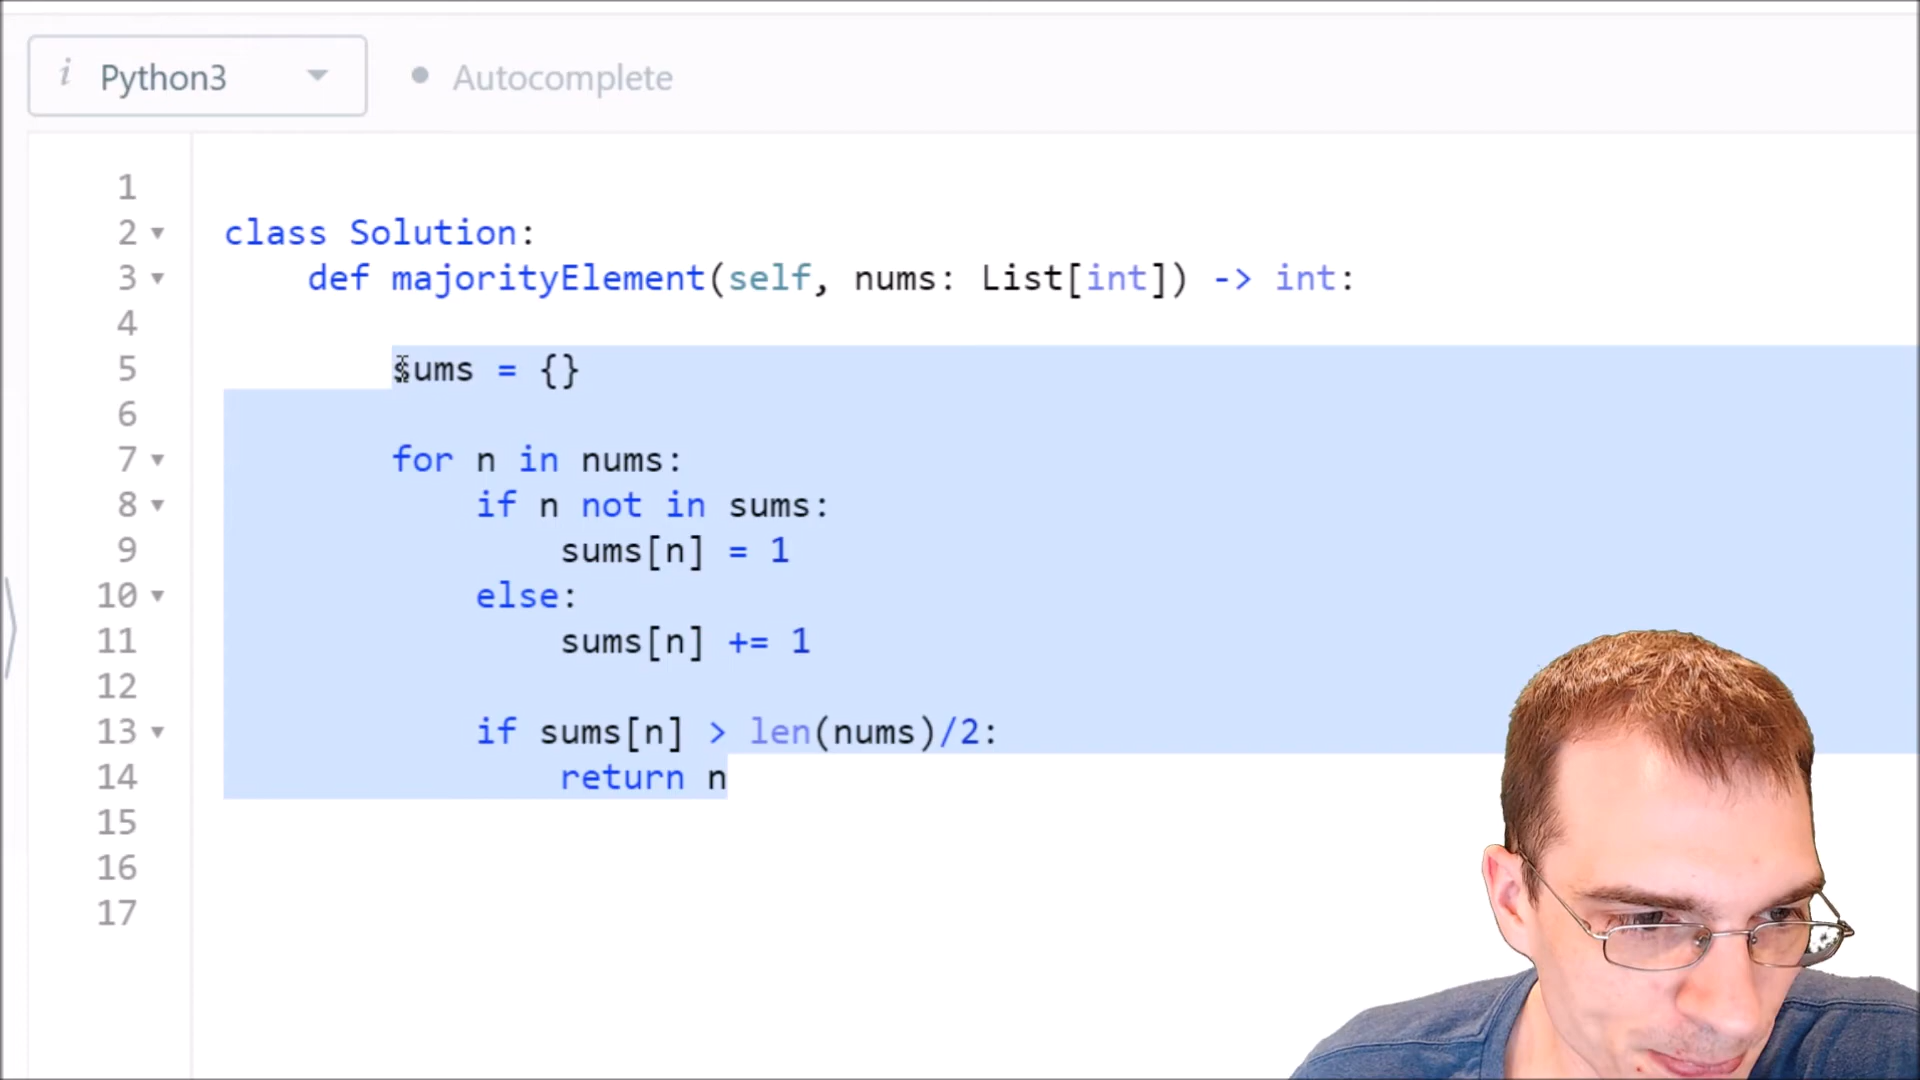 i Python3 Autocomplete
1
2 class Solution:
3 def majorityElement(self, nums: List[int]) -> int:
4
5 sums = {}
6
7 for n in nums:
8 if n not in sums:
9 sums[n] = 1
10 else:
11 sums[n] += 1
12
13 if sums[n] > len(nums)/2:
14 return n
15
16
17